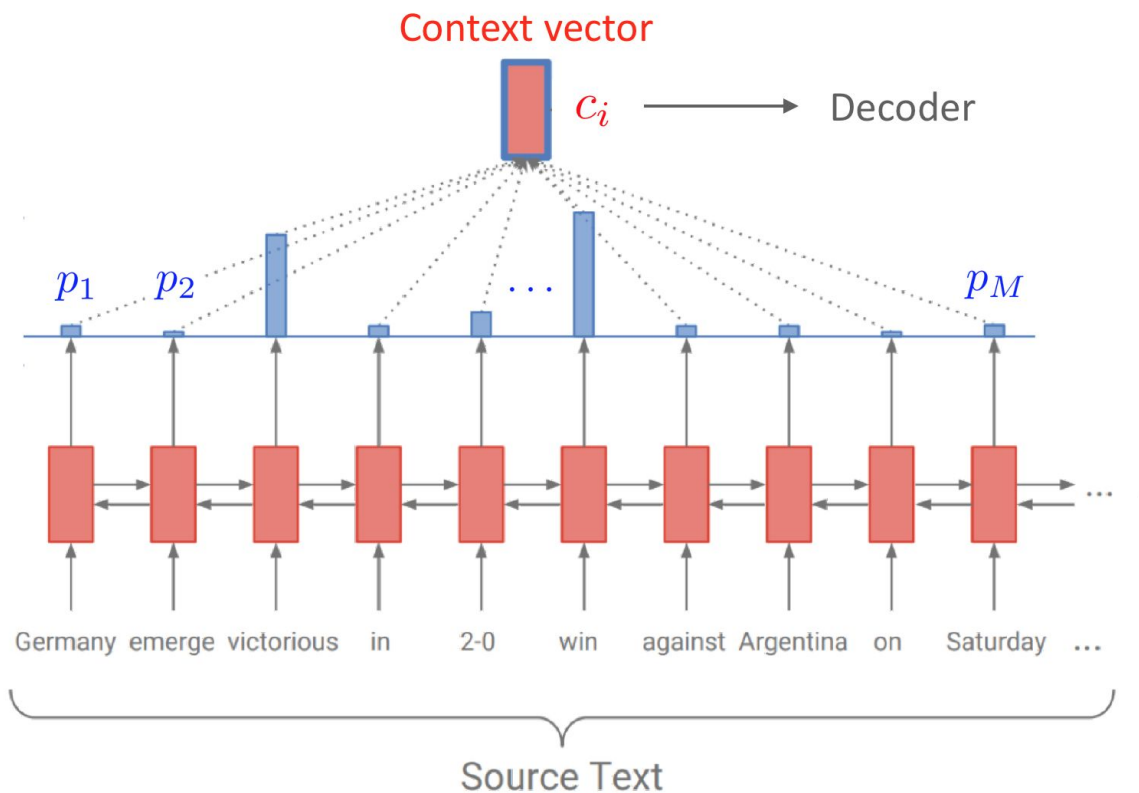 Context vector
c_i Decoder
p_1 p_2 ... p_M
...
Germany emerge victorious in 2-0 win against Argentina on Saturday ...
Source Text